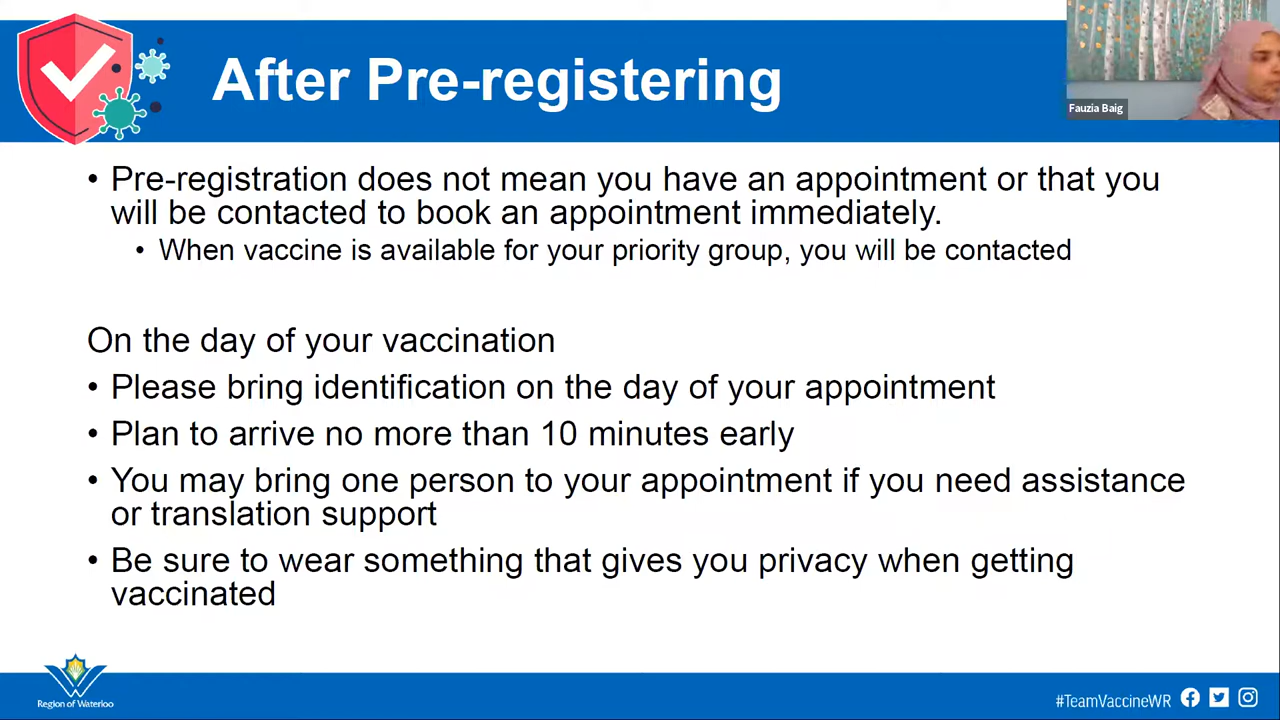 After Pre-registering
Fauzia Baig
• Pre-registration does not mean you have an appointment or that you
will be contacted to book an appointment immediately.
• When vaccine is available for your priority group, you will be contacted
On the day of your vaccination
• Please bring identification on the day of your appointment
• Plan to arrive no more than 10 minutes early
• You may bring one person to your appointment if you need assistance
or translation support
• Be sure to wear something that gives you privacy when getting
vaccinated
Region of Waterloo
#TeamVaccineWR